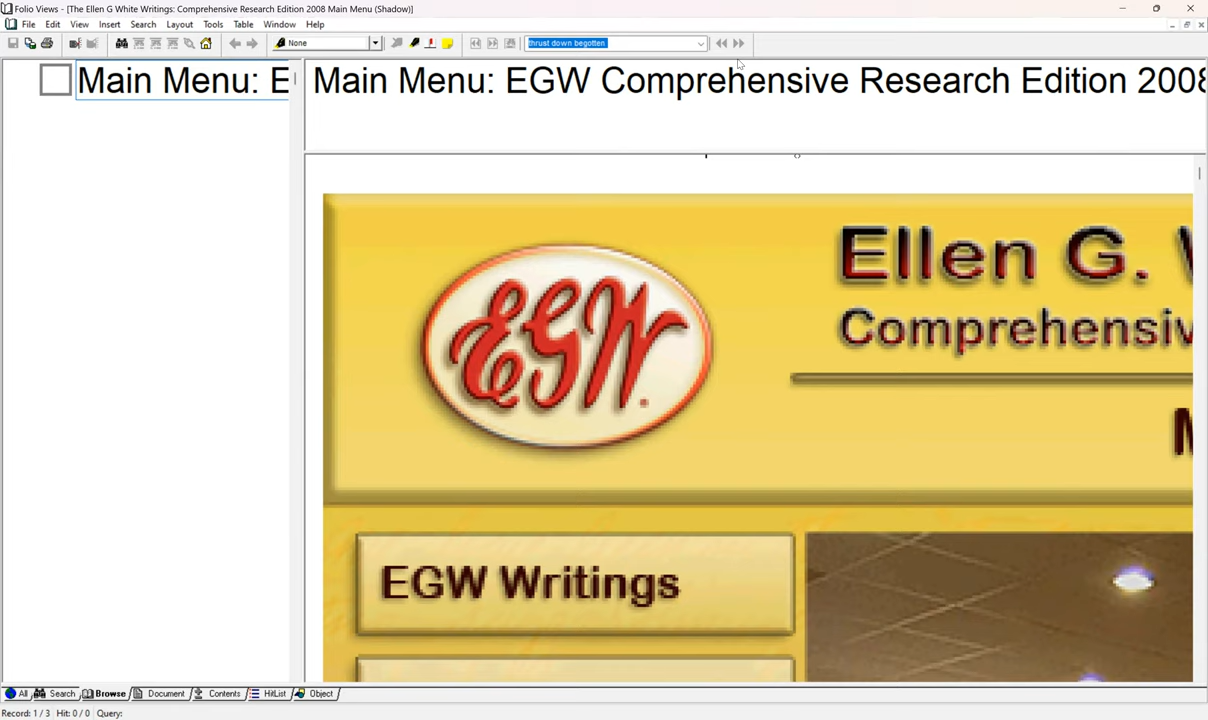 Folio Views - [The Ellen G White Writings: Comprehensive Research Edition 2008 Main Menu (Shadow)]
File Edit View Insert Search Layout Tools Table Window Help
None
thrust down begotten
Main Menu: E
Main Menu: EGW Comprehensive Research Edition 2008
EGW
Ellen G.
Comprehensiv
EGW Writings
All Search Browse Document Contents HitList Object
Record: 1 / 3 Hit: 0 / 0 Query: